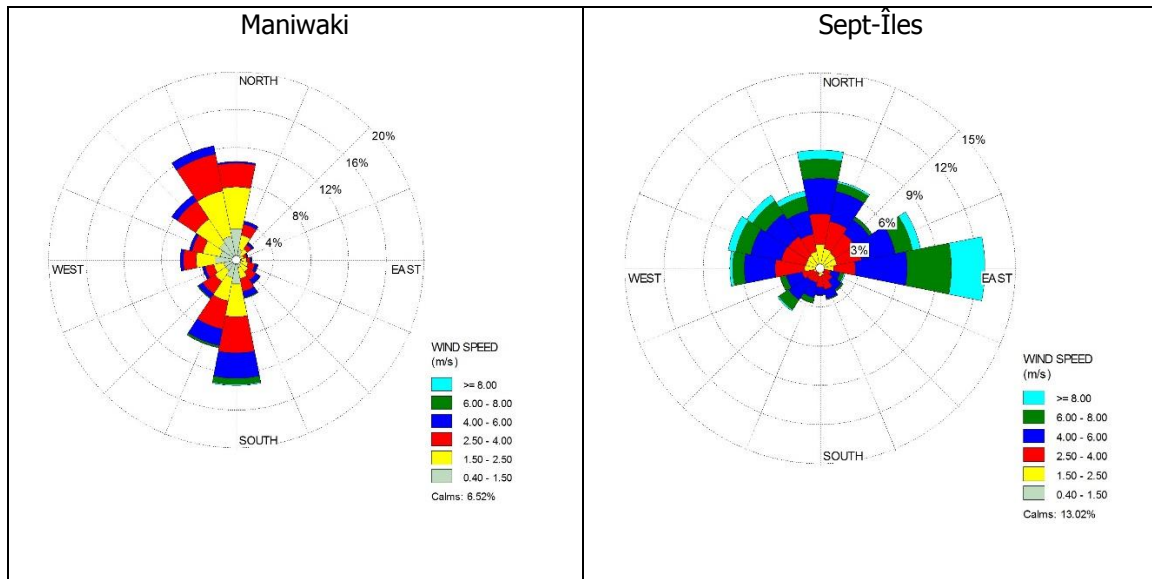 Maniwaki
NORTH
20%
16%
12%
8%
4%
WEST
EAST
SOUTH
WIND SPEED
(m/s)
>= 8.00
6.00 - 8.00
4.00 - 6.00
2.50 - 4.00
1.50 - 2.50
0.40 - 1.50
Calms: 6.52%
Sept-Îles
NORTH
15%
12%
9%
6%
3%
WEST
EAST
SOUTH
WIND SPEED
(m/s)
>= 8.00
6.00 - 8.00
4.00 - 6.00
2.50 - 4.00
1.50 - 2.50
0.40 - 1.50
Calms: 13.02%